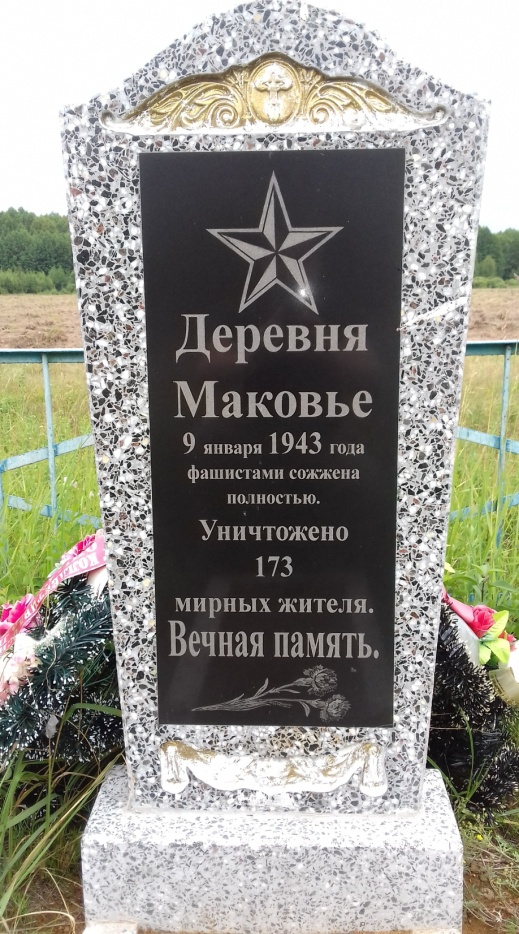 Деревня
Маковье
9 января 1943 года
фашистами сожжена
полностью.
Уничтожено
173
мирных жителя.
Вечная память.